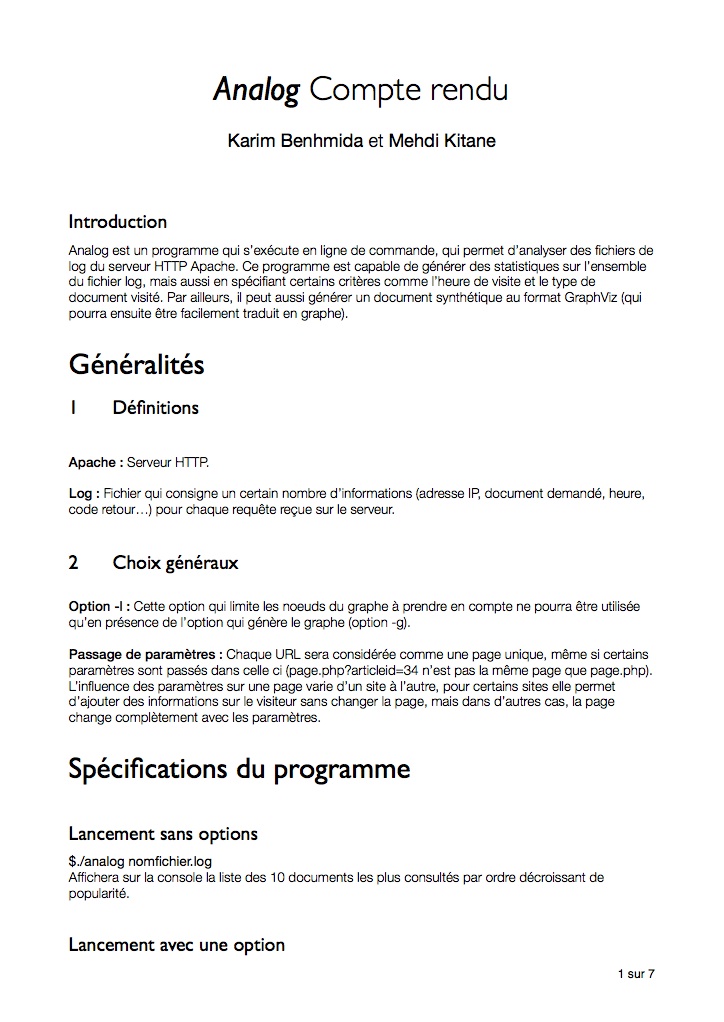 Analog Compte rendu
Karim Benhmida et Mehdi Kitane
Introduction
Analog est un programme qui s'exécute en ligne de commande, qui permet d'analyser des fichiers de
log du serveur HTTP Apache. Ce programme est capable de générer des statistiques sur l'ensemble
du fichier log, mais aussi en spécifiant certains critères comme l'heure de visite et le type de
document visité. Par ailleurs, il peut aussi générer un document synthétique au format GraphViz (qui
pourra ensuite être facilement traduit en graphe).
Généralités
1 Définitions
Apache : Serveur HTTP.
Log : Fichier qui consigne un certain nombre d'informations (adresse IP, document demandé, heure,
code retour…) pour chaque requête reçue sur le serveur.
2 Choix généraux
Option -l : Cette option qui limite les noeuds du graphe à prendre en compte ne pourra être utilisée
qu'en présence de l'option qui génère le graphe (option -g).
Passage de paramètres : Chaque URL sera considérée comme une page unique, même si certains
paramètres sont passés dans celle ci (page.php?articleid=34 n'est pas la même page que page.php).
L'influence des paramètres sur une page varie d'un site à l'autre, pour certains sites elle permet
d'ajouter des informations sur le visiteur sans changer la page, mais dans d'autres cas, la page
change complètement avec les paramètres.
Spécifications du programme
Lancement sans options
$./analog nomfichier.log
Affichera sur la console la liste des 10 documents les plus consultés par ordre décroissant de
popularité.
Lancement avec une option
1 sur 7